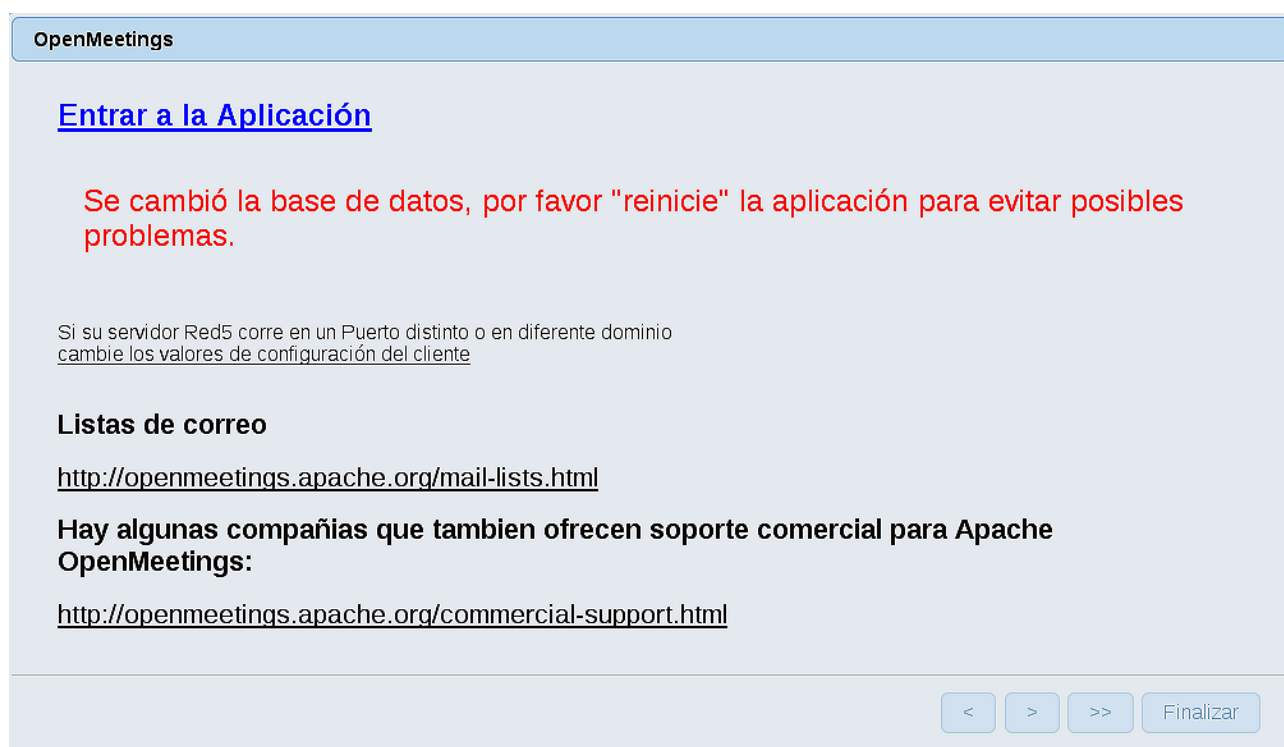 OpenMeetings
Entrar a la Aplicación
Se cambió la base de datos, por favor "reinicie" la aplicación para evitar posibles
problemas.
Si su servidor Red5 corre en un Puerto distinto o en diferente dominio
cambie los valores de configuración del cliente
Listas de correo
http://openmeetings.apache.org/mail-lists.html
Hay algunas compañias que tambien ofrecen soporte comercial para Apache
OpenMeetings:
http://openmeetings.apache.org/commercial-support.html
< > >> Finalizar